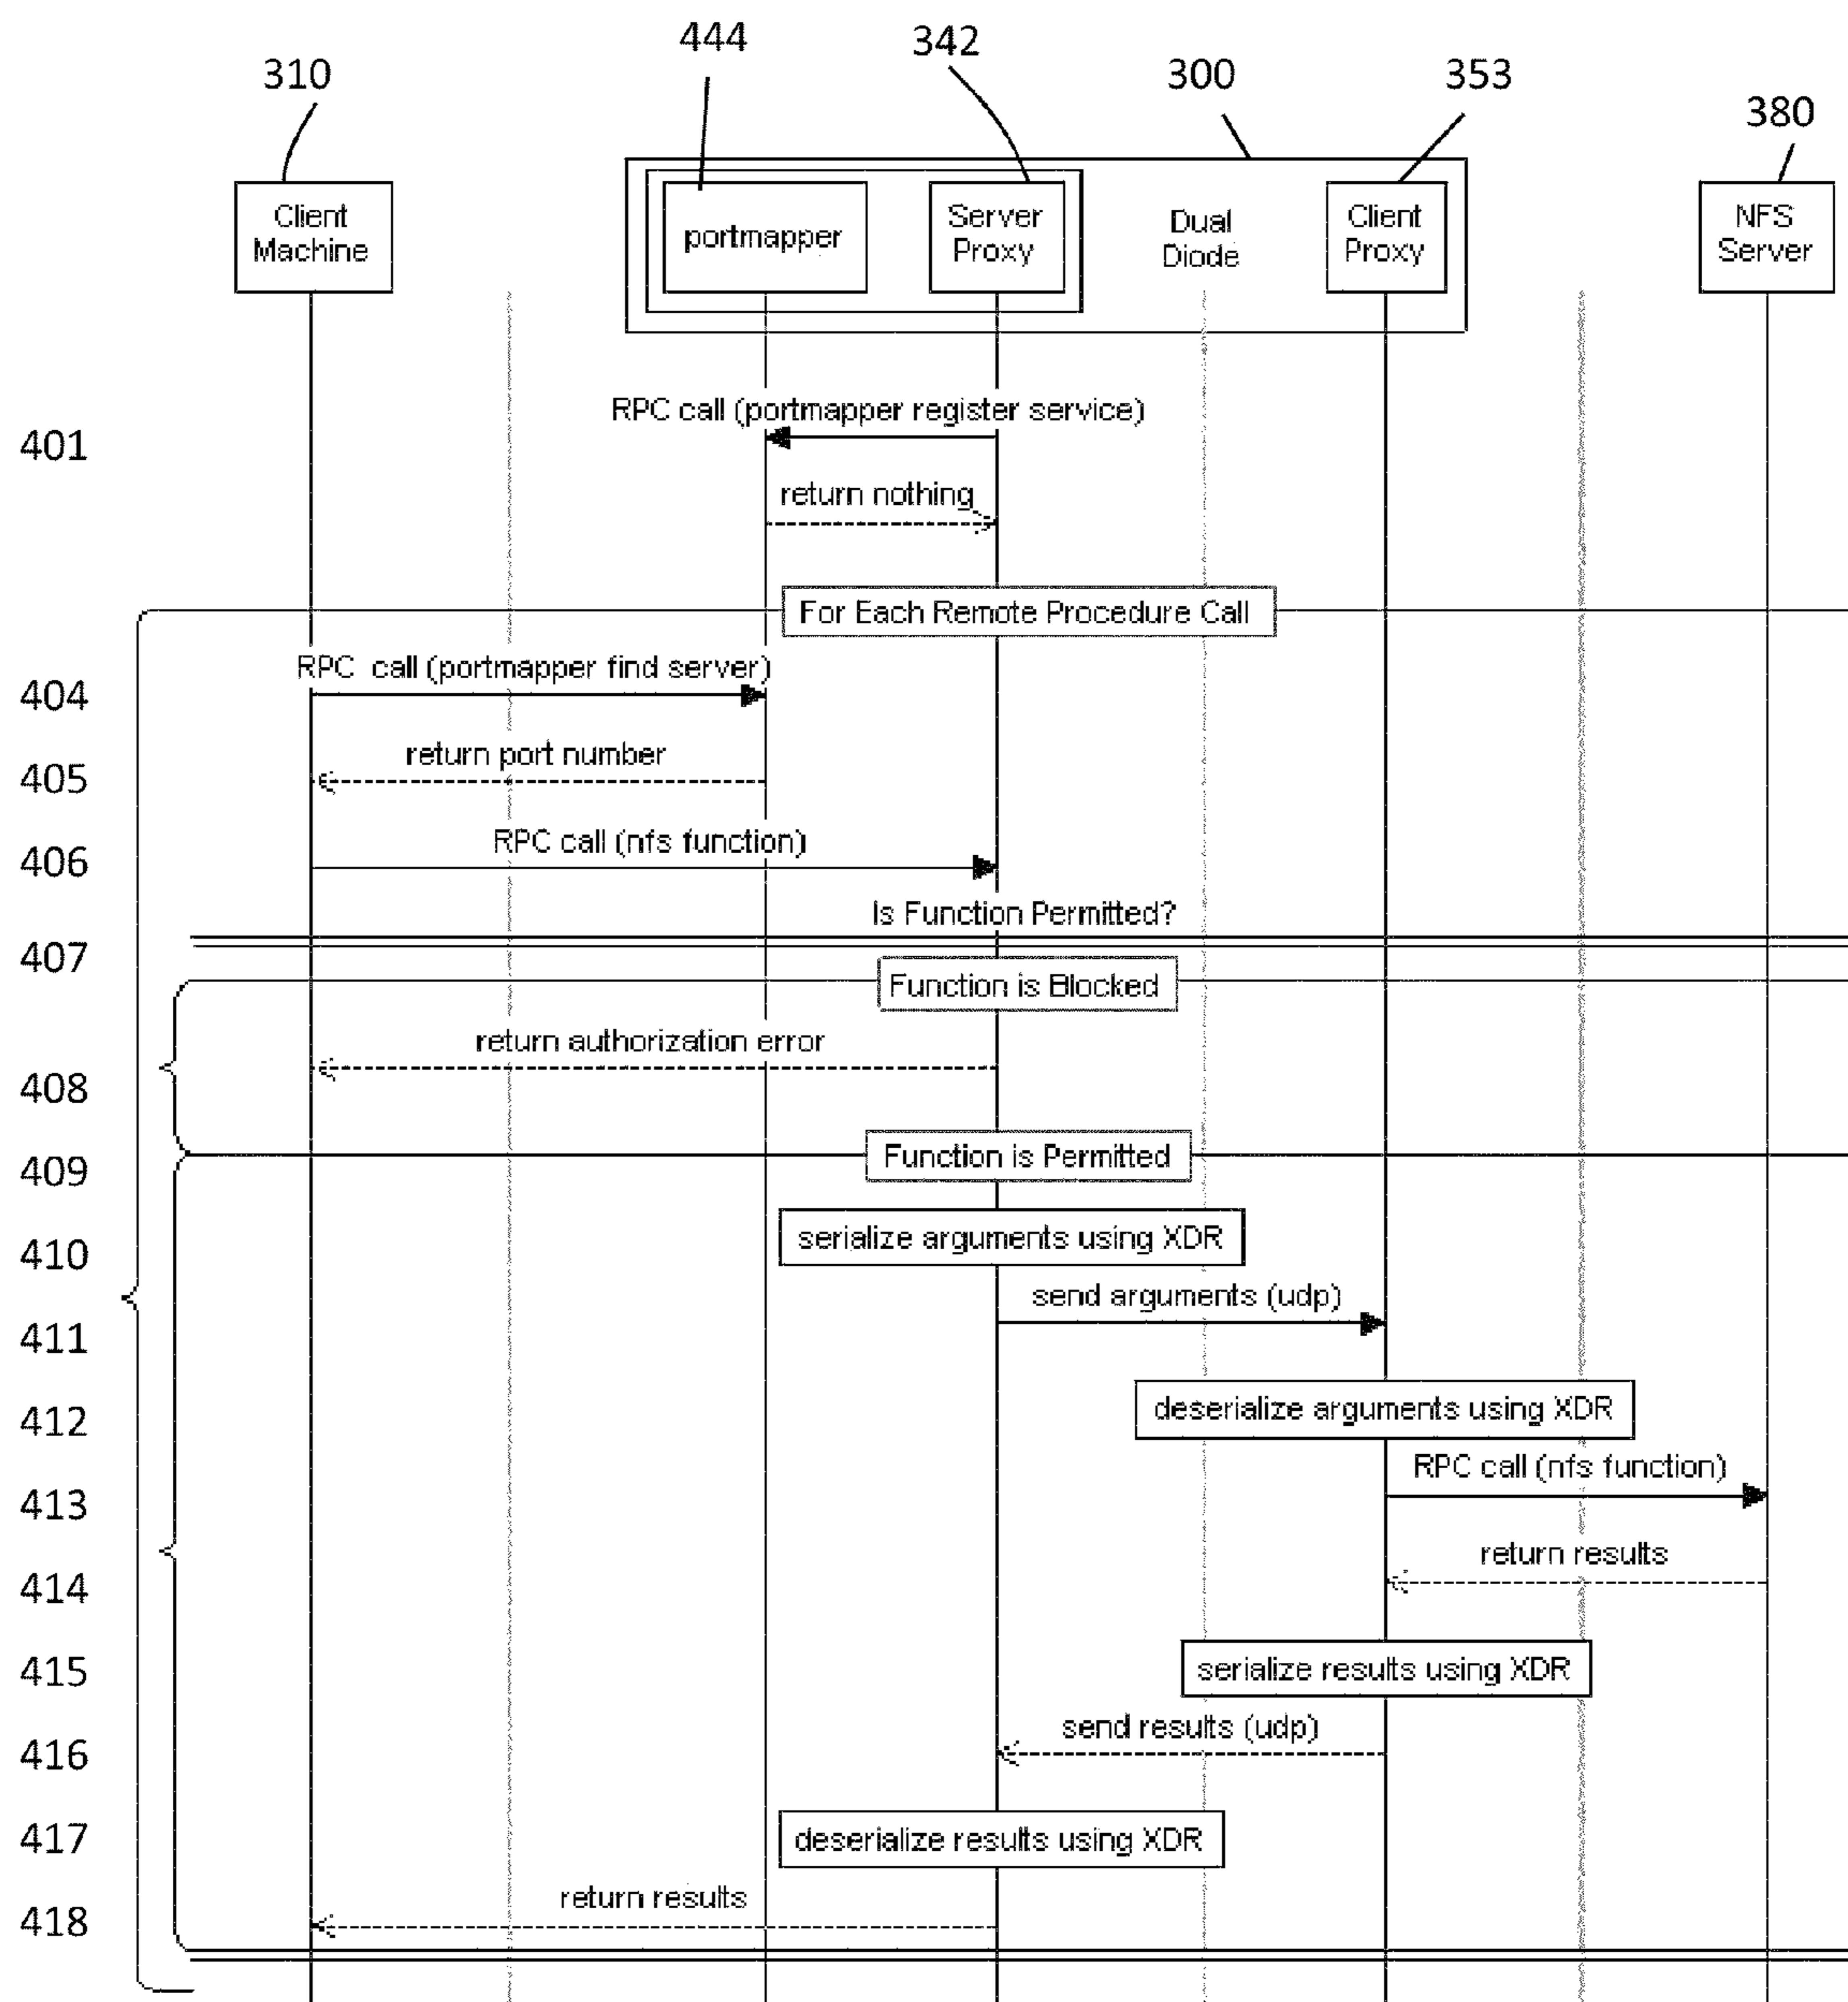 444
342
310
300
353
380
Client
Machine
portmapper
Server
Proxy
Dual
Diode
Client
Proxy
NFS
Server
RPC call (portmapper register service)
401
return nothing
For Each Remote Procedure Call
RPC call (portmapper find server)
404
return port number
405
RPC call (nfs function)
406
Is Function Permitted?
407
Function is Blocked
return authorization error
408
Function is Permitted
409
serialize arguments using XDR
410
send arguments (udp)
411
deserialize arguments using XDR
412
RPC call (nfs function)
413
return results
414
serialize results using XDR
415
send results (udp)
416
deserialize results using XDR
417
return results
418